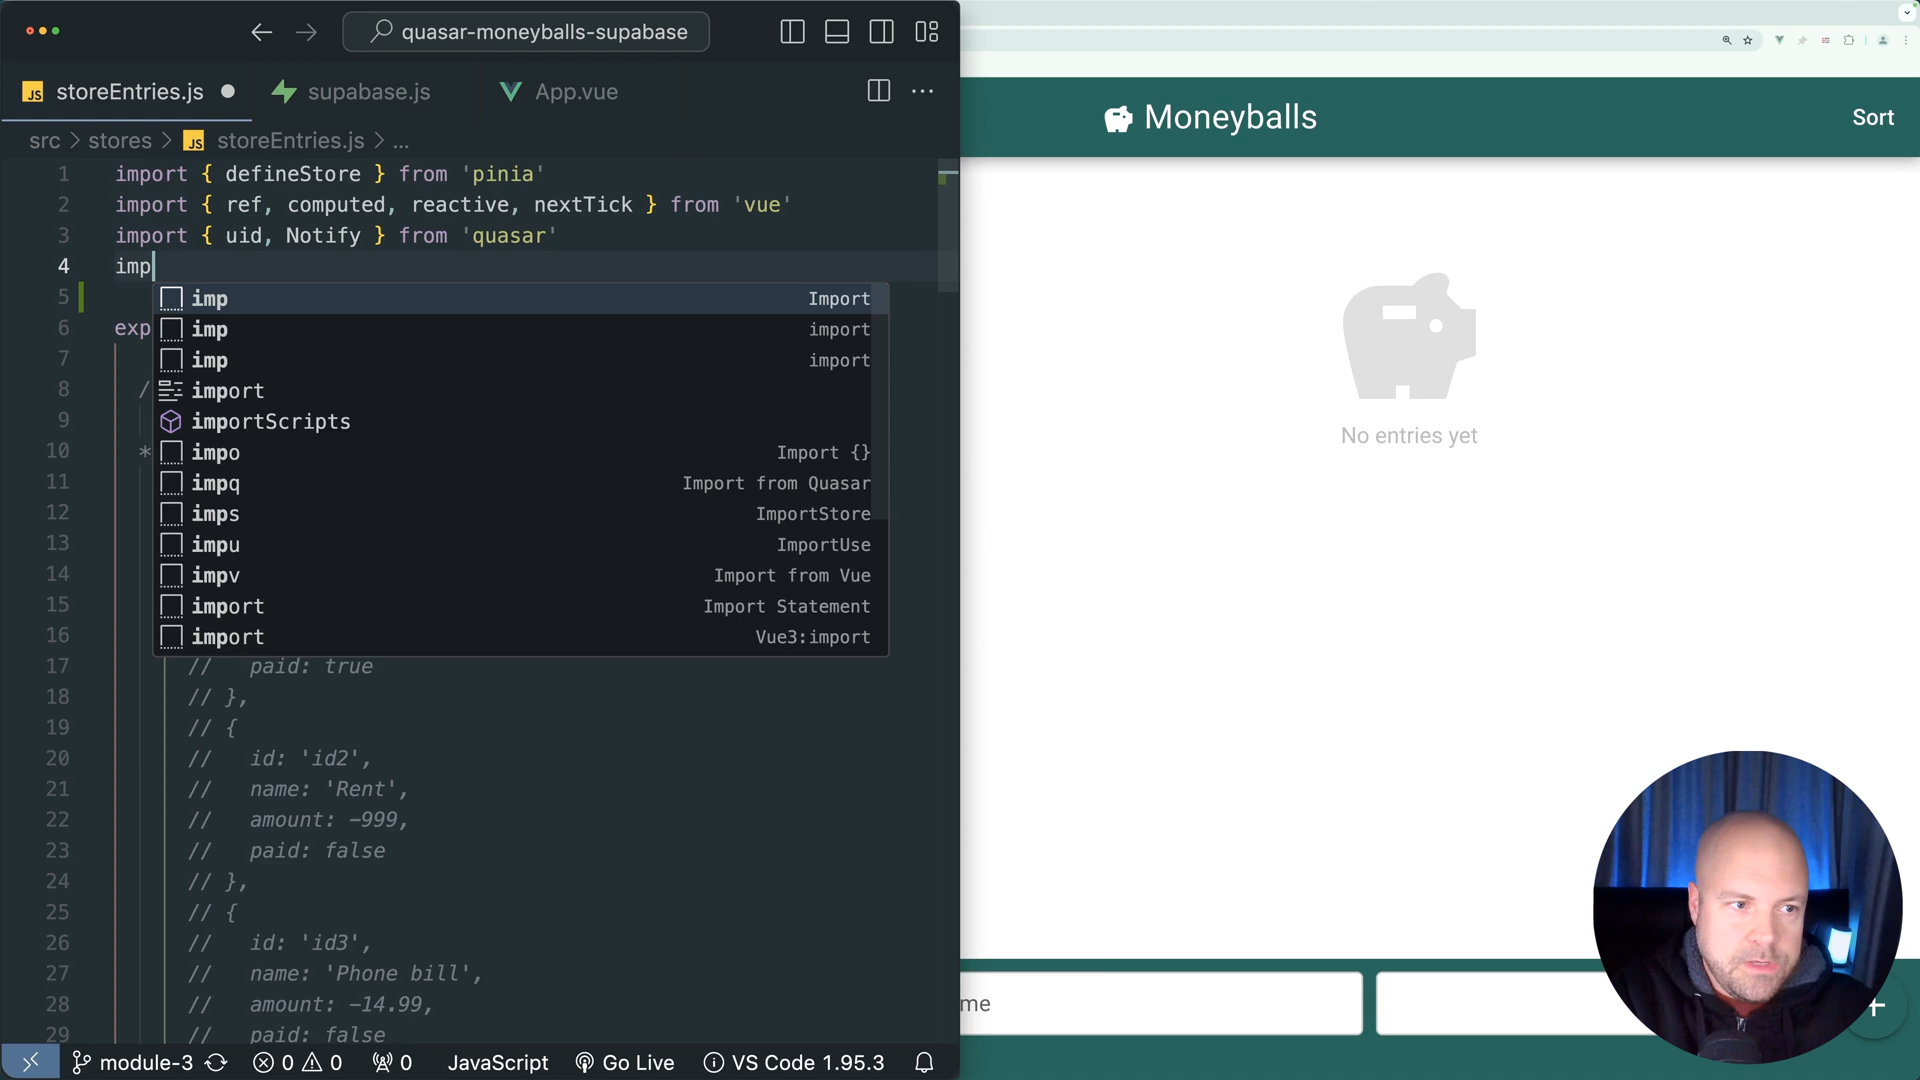 quasar-moneyballs-supabase
JS storeEntries.js
supabase.js
App.vue
src > stores > JS storeEntries.js > ...
1 import { defineStore } from 'pinia'
2 import { ref, computed, reactive, nextTick } from 'vue'
3 import { uid, Notify } from 'quasar'
4 imp
5
6 exp
7
8 /
9
10 *
11
12
13
14
15
16
imp Import
imp import
imp import
import
importScripts
impo Import {}
impq Import from Quasar
imps ImportStore
impu ImportUse
impv Import from Vue
import Import Statement
import Vue3:import
17 // paid: true
18 // },
19 // {
20 // id: 'id2',
21 // name: 'Rent',
22 // amount: -999,
23 // paid: false
24 // },
25 // {
26 // id: 'id3',
27 // name: 'Phone bill',
28 // amount: -14.99,
29 // paid: false
module-3 0 0 0 JavaScript Go Live VS Code 1.95.3
Moneyballs
Sort
No entries yet
me
+